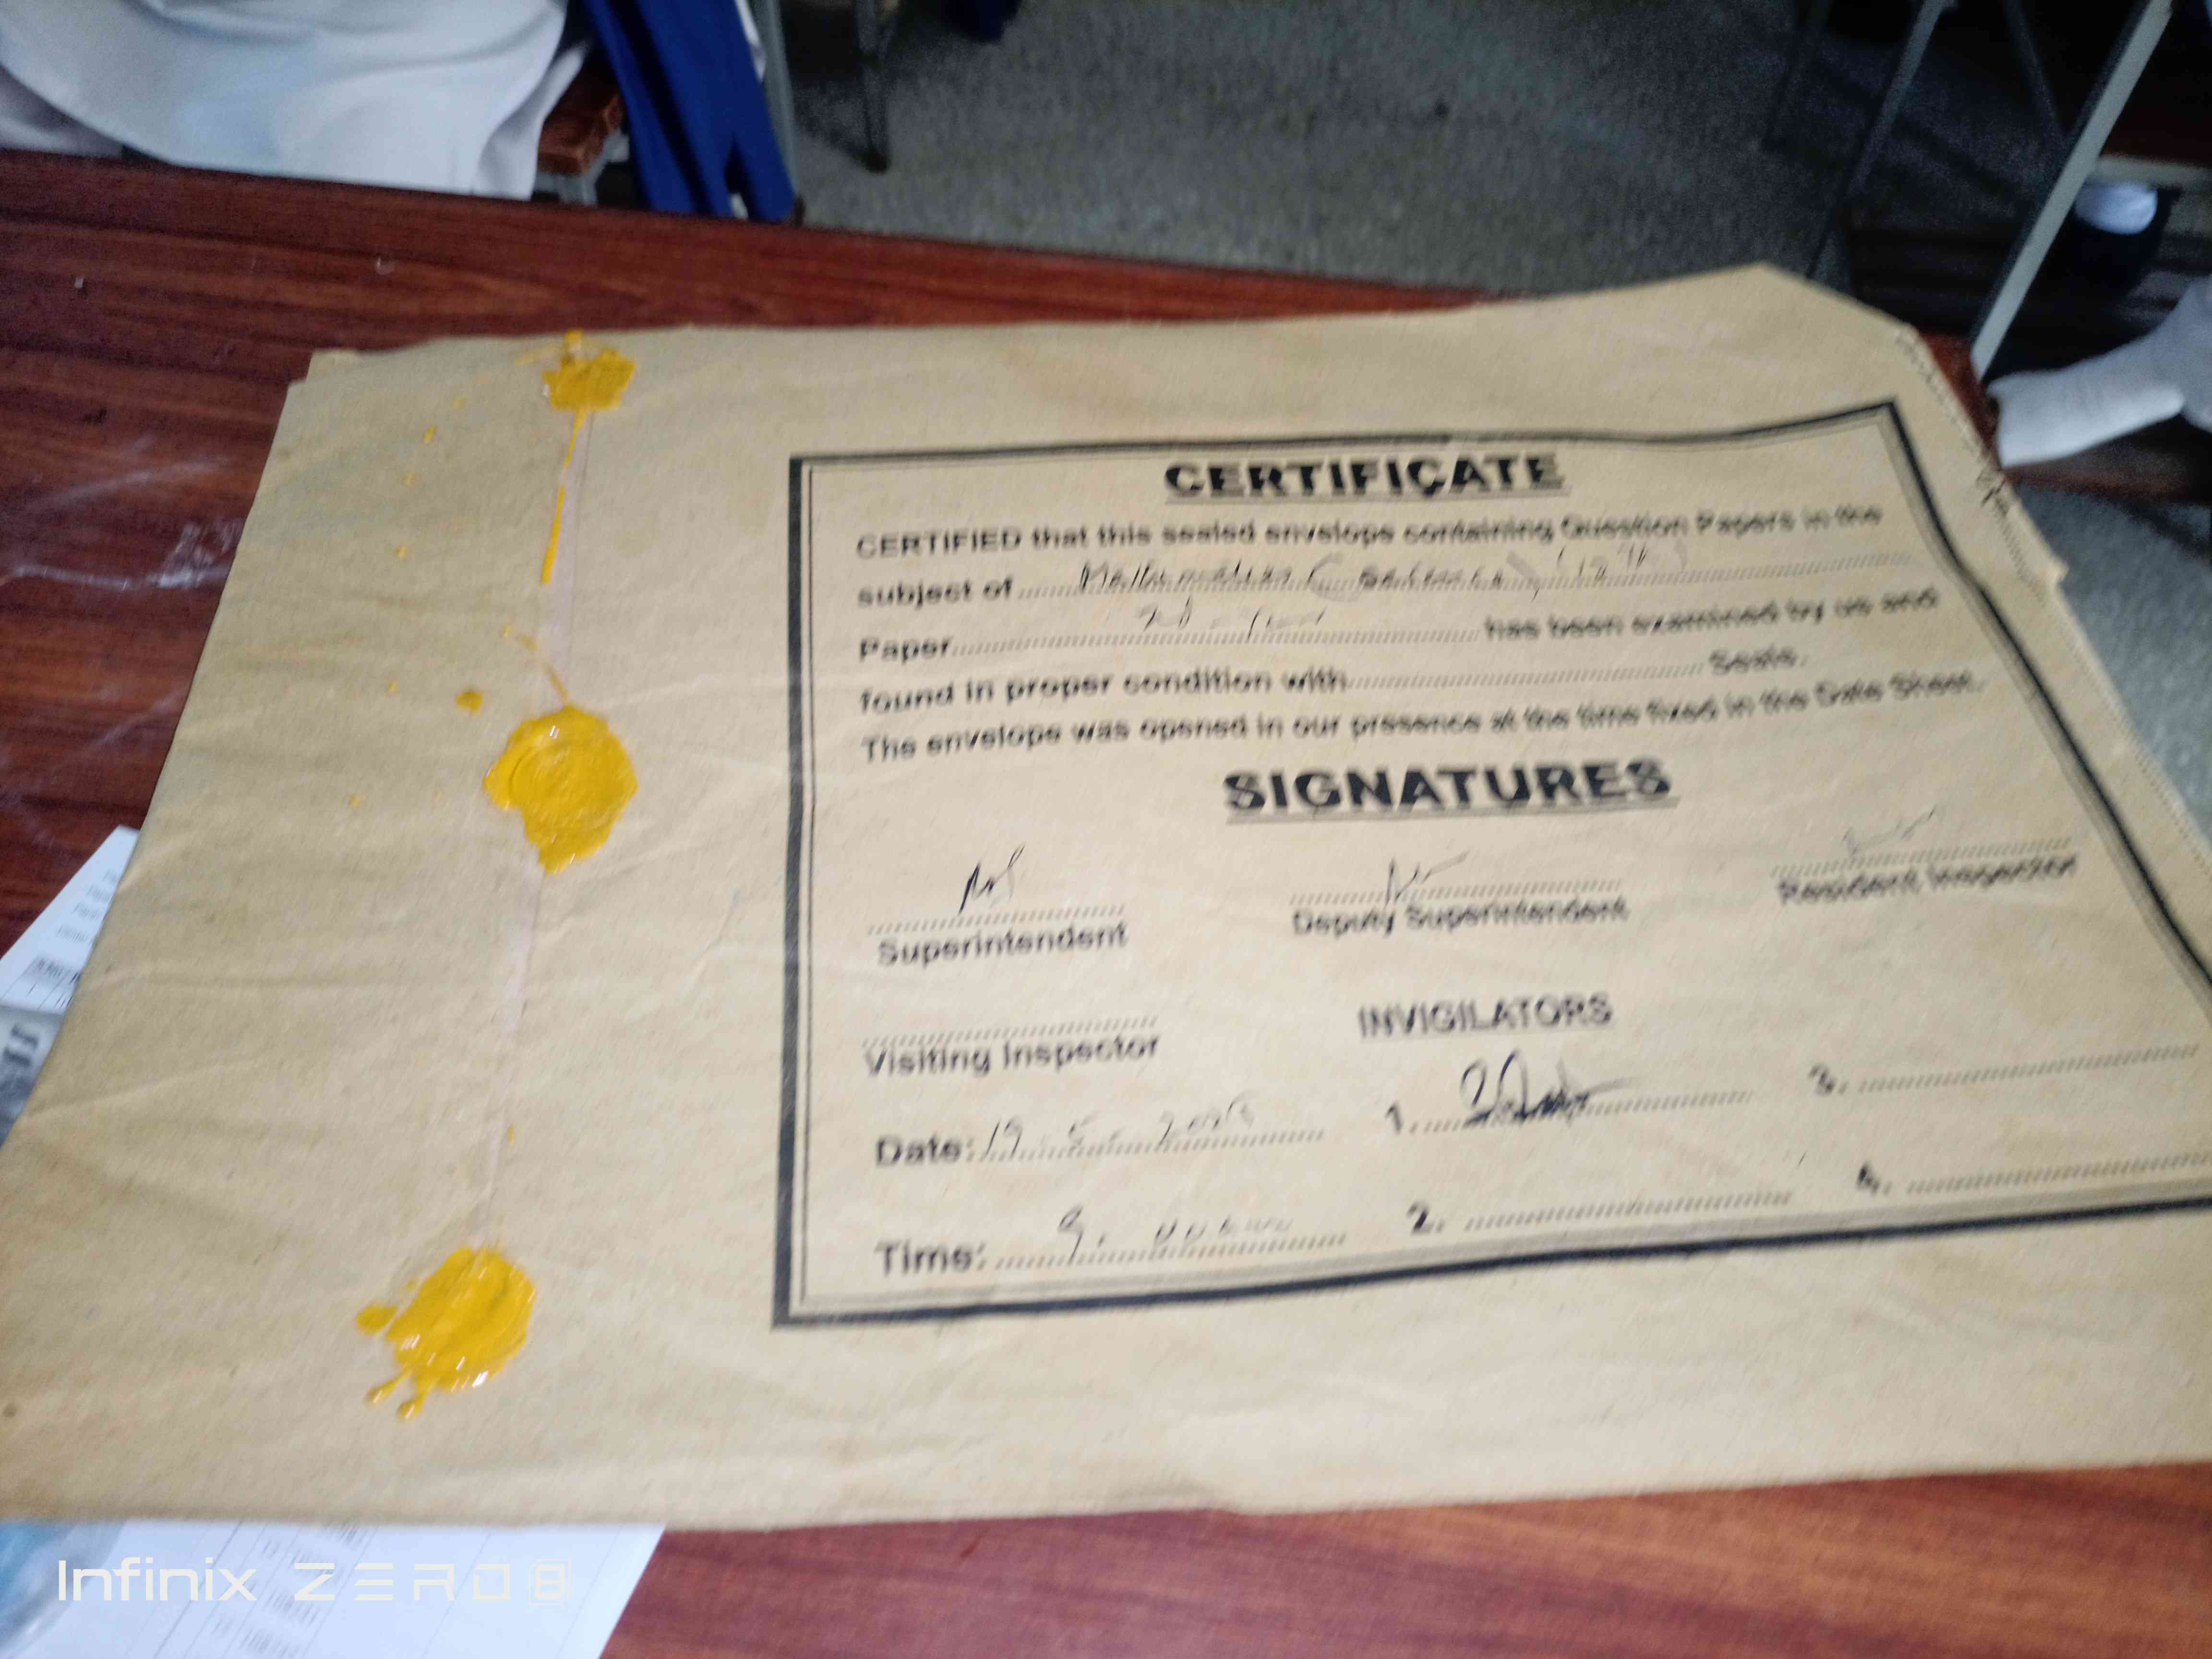 CERTIFICATE
CERTIFIED that this sealed envelope containing Question Papers in the
subject of Mathematics (Science)
Paper has been examined by us and
found in proper condition with Seals.
The envelope was opened in our presence at the time fixed in the Date Sheet.
SIGNATURES
Superintendent Deputy Superintendent Resident Inspector
Visiting Inspector INVIGILATORS
Date: 1. 3.
Time: 9. 2. 4.
Infinix ZERO 8